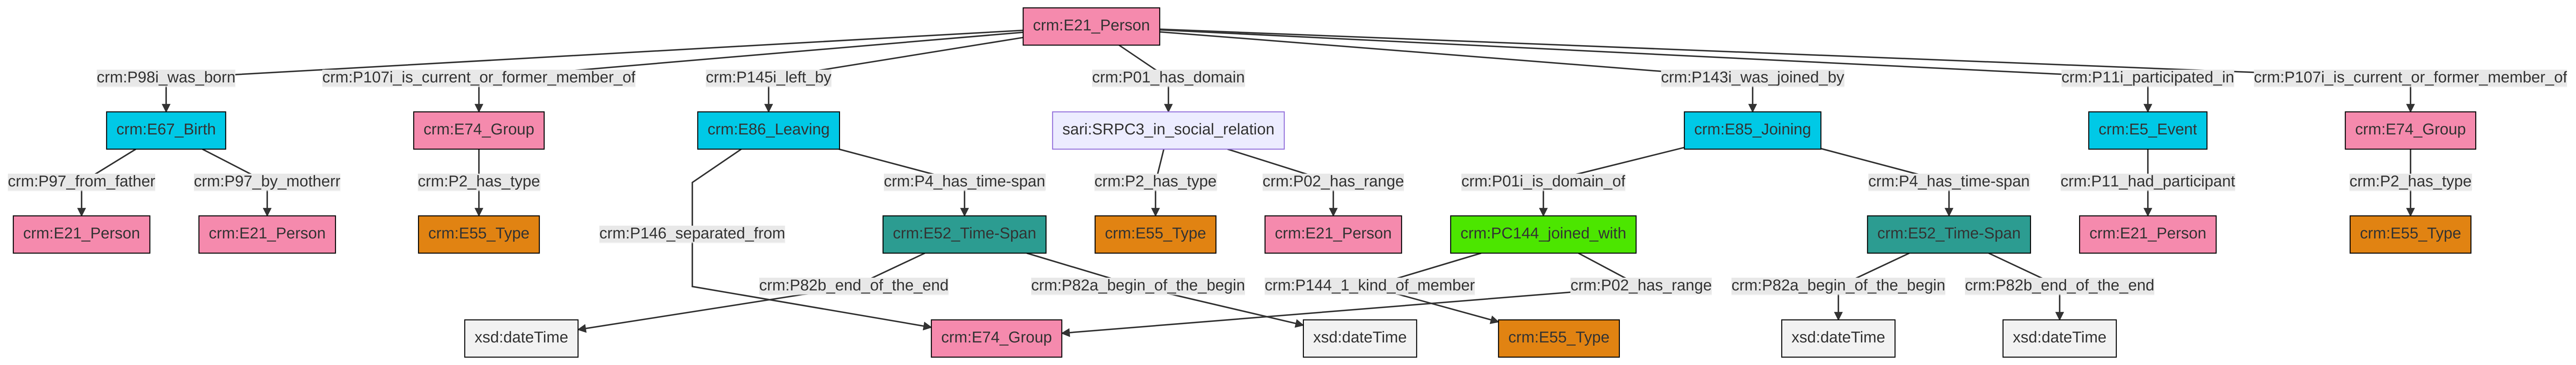 crm:E21_Person
crm:P98i_was_born
crm:P107i_is_current_or_former_member_of
crm:P145i_left_by
crm:P01_has_domain
crm:P143i_was_joined_by
crm:P11i_participated_in
crm:P107i_is_current_or_former_member_of
crm:E67_Birth
crm:E74_Group
crm:E86_Leaving
sari:SRPC3_in_social_relation
crm:E85_Joining
crm:E5_Event
crm:E74_Group
crm:P97_from_father
crm:P97_by_motherr
crm:P2_has_type
crm:P4_has_time-span
crm:P2_has_type
crm:P02_has_range
crm:P01i_is_domain_of
crm:P4_has_time-span
crm:P11_had_participant
crm:P2_has_type
crm:E21_Person
crm:E21_Person
crm:E55_Type
crm:P146_separated_from
crm:E52_Time-Span
crm:E55_Type
crm:E21_Person
crm:PC144_joined_with
crm:E52_Time-Span
crm:E21_Person
crm:E55_Type
crm:P82b_end_of_the_end
crm:P82a_begin_of_the_begin
crm:P144_1_kind_of_member
crm:P02_has_range
crm:P82a_begin_of_the_begin
crm:P82b_end_of_the_end
xsd:dateTime
crm:E74_Group
xsd:dateTime
crm:E55_Type
xsd:dateTime
xsd:dateTime